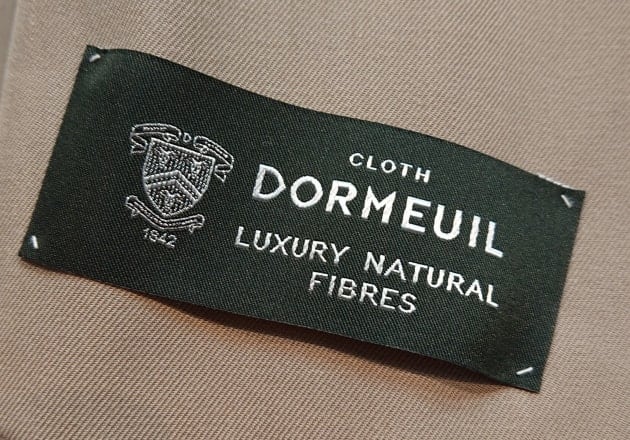 D
1842
CLOTH
DORMEUIL
LUXURY NATURAL
FIBRES